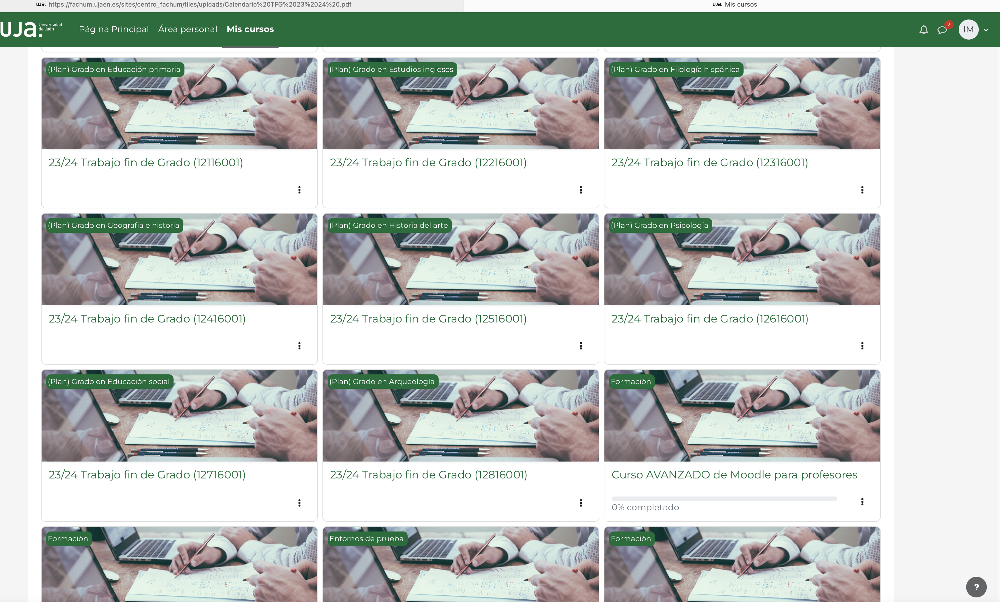 uja. https://fachum.ujaen.es/sites/centro_fachum/files/uploads/Calendario%20TFG%2023%2024%20.pdf
uja. Mis cursos
uja. Universidad de Jaén
Página Principal
Área personal
Mis cursos
2
IM
(Plan) Grado en Educación primaria
(Plan) Grado en Estudios ingleses
(Plan) Grado en Filología hispánica
23/24 Trabajo fin de Grado (12116001)
23/24 Trabajo fin de Grado (12216001)
23/24 Trabajo fin de Grado (12316001)
(Plan) Grado en Geografía e historia
(Plan) Grado en Historia del arte
(Plan) Grado en Psicología
23/24 Trabajo fin de Grado (12416001)
23/24 Trabajo fin de Grado (12516001)
23/24 Trabajo fin de Grado (12616001)
(Plan) Grado en Educación social
(Plan) Grado en Arqueología
Formación
23/24 Trabajo fin de Grado (12716001)
23/24 Trabajo fin de Grado (12816001)
Curso AVANZADO de Moodle para profesores
0% completado
Formación
Entornos de prueba
Formación
?